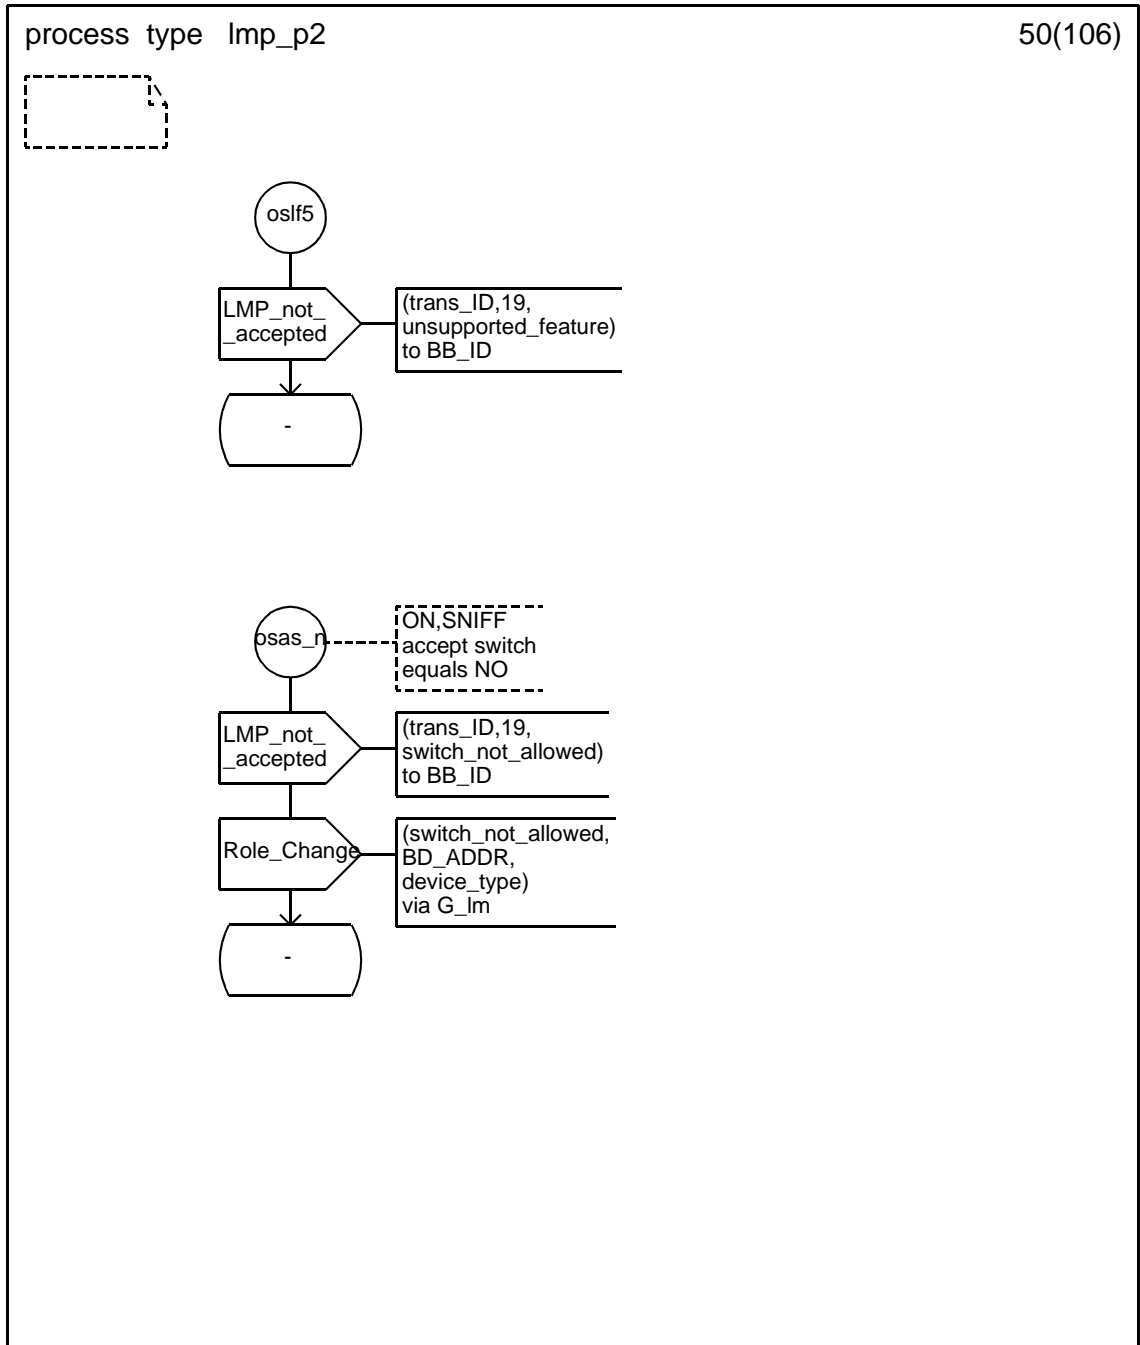 process type lmp_p2
50(106)
oslf5
LMP_not_
_accepted
(trans_ID,19,
unsupported_feature)
to BB_ID
-
osas_n
ON,SNIFF
accept switch
equals NO
LMP_not_
_accepted
(trans_ID,19,
switch_not_allowed)
to BB_ID
Role_Change
(switch_not_allowed,
BD_ADDR,
device_type)
via G_lm
-